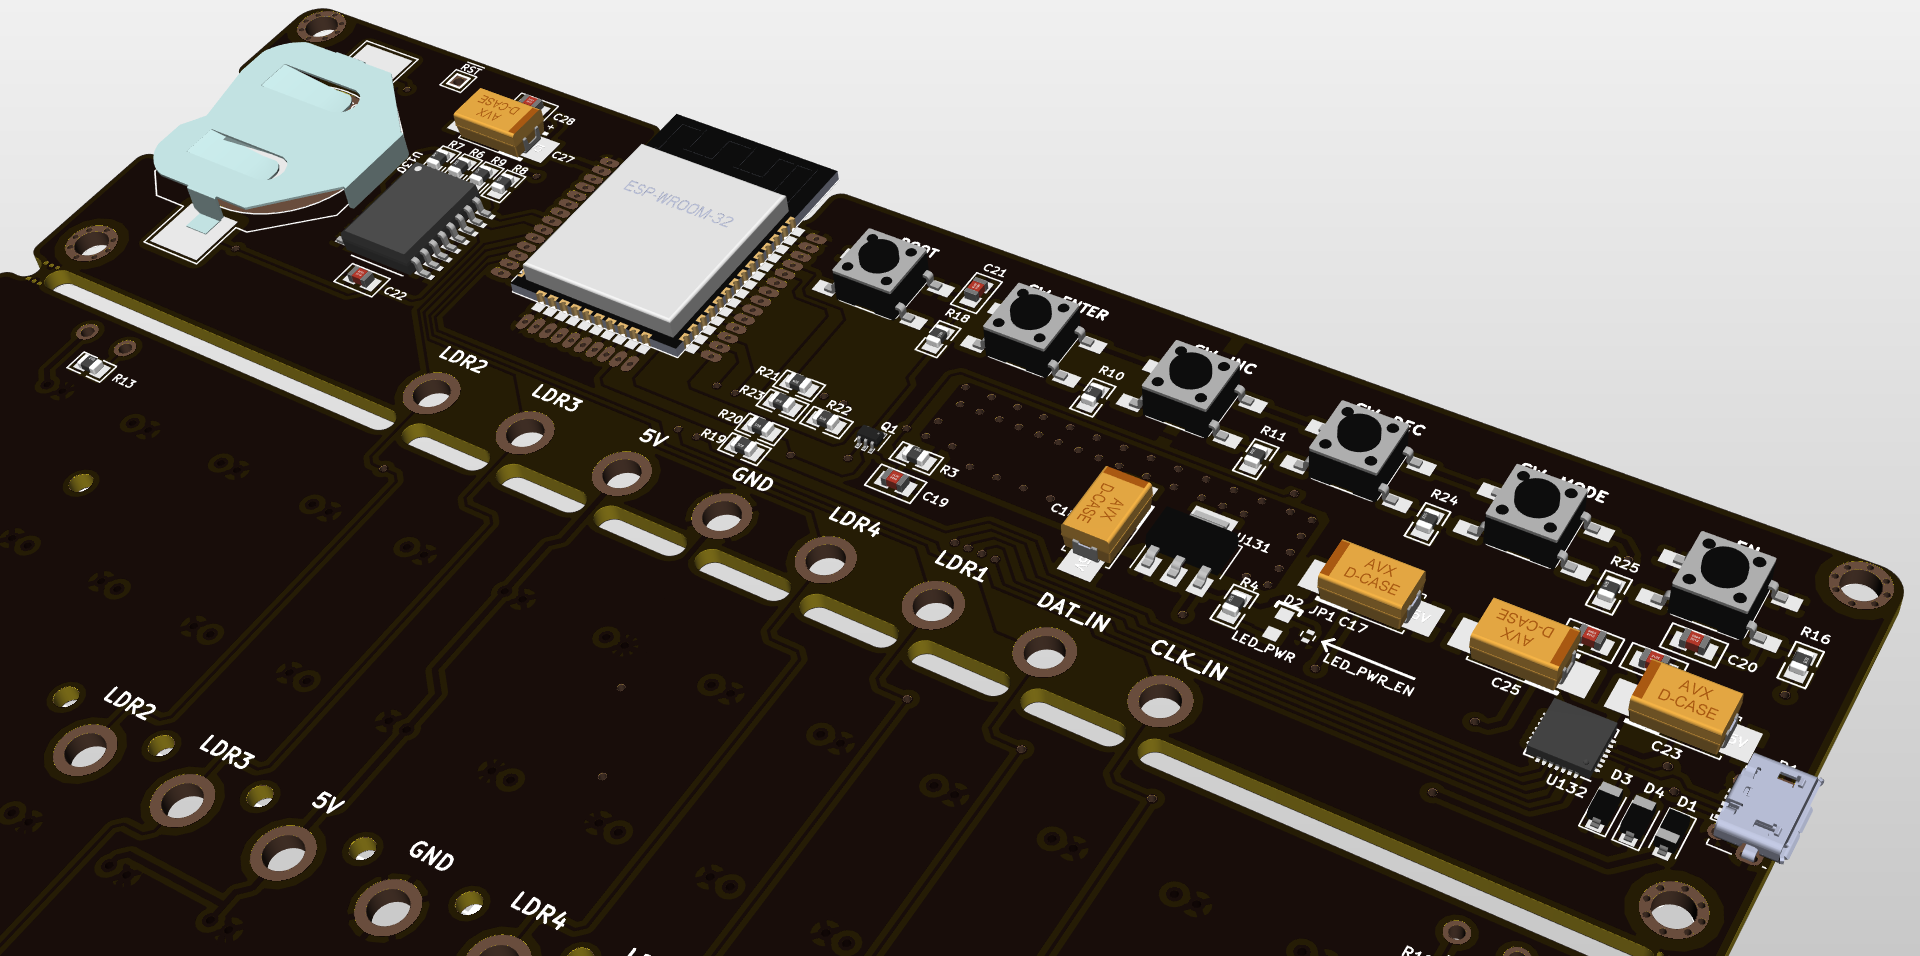 RST
AVX
D-CASE
C28
C27
R7
R6
R9
R8
U130
C22
ESP-WROOM-32
C21
R18
R10
R11
R24
R25
R16
EN
R13
LDR2
LDR3
5V
GND
LDR4
LDR1
DAT_IN
CLK_IN
R21
R23
R22
R20
R19
Q1
R3
C19
AVX
D-CASE
U131
R4
D2
JP1
C17
AVX
D-CASE
LED_PWR
LED_PWR_EN
AVX
D-CASE
C25
C20
AVX
D-CASE
C23
U132
D3
D4
D1
LDR2
LDR3
5V
GND
LDR4